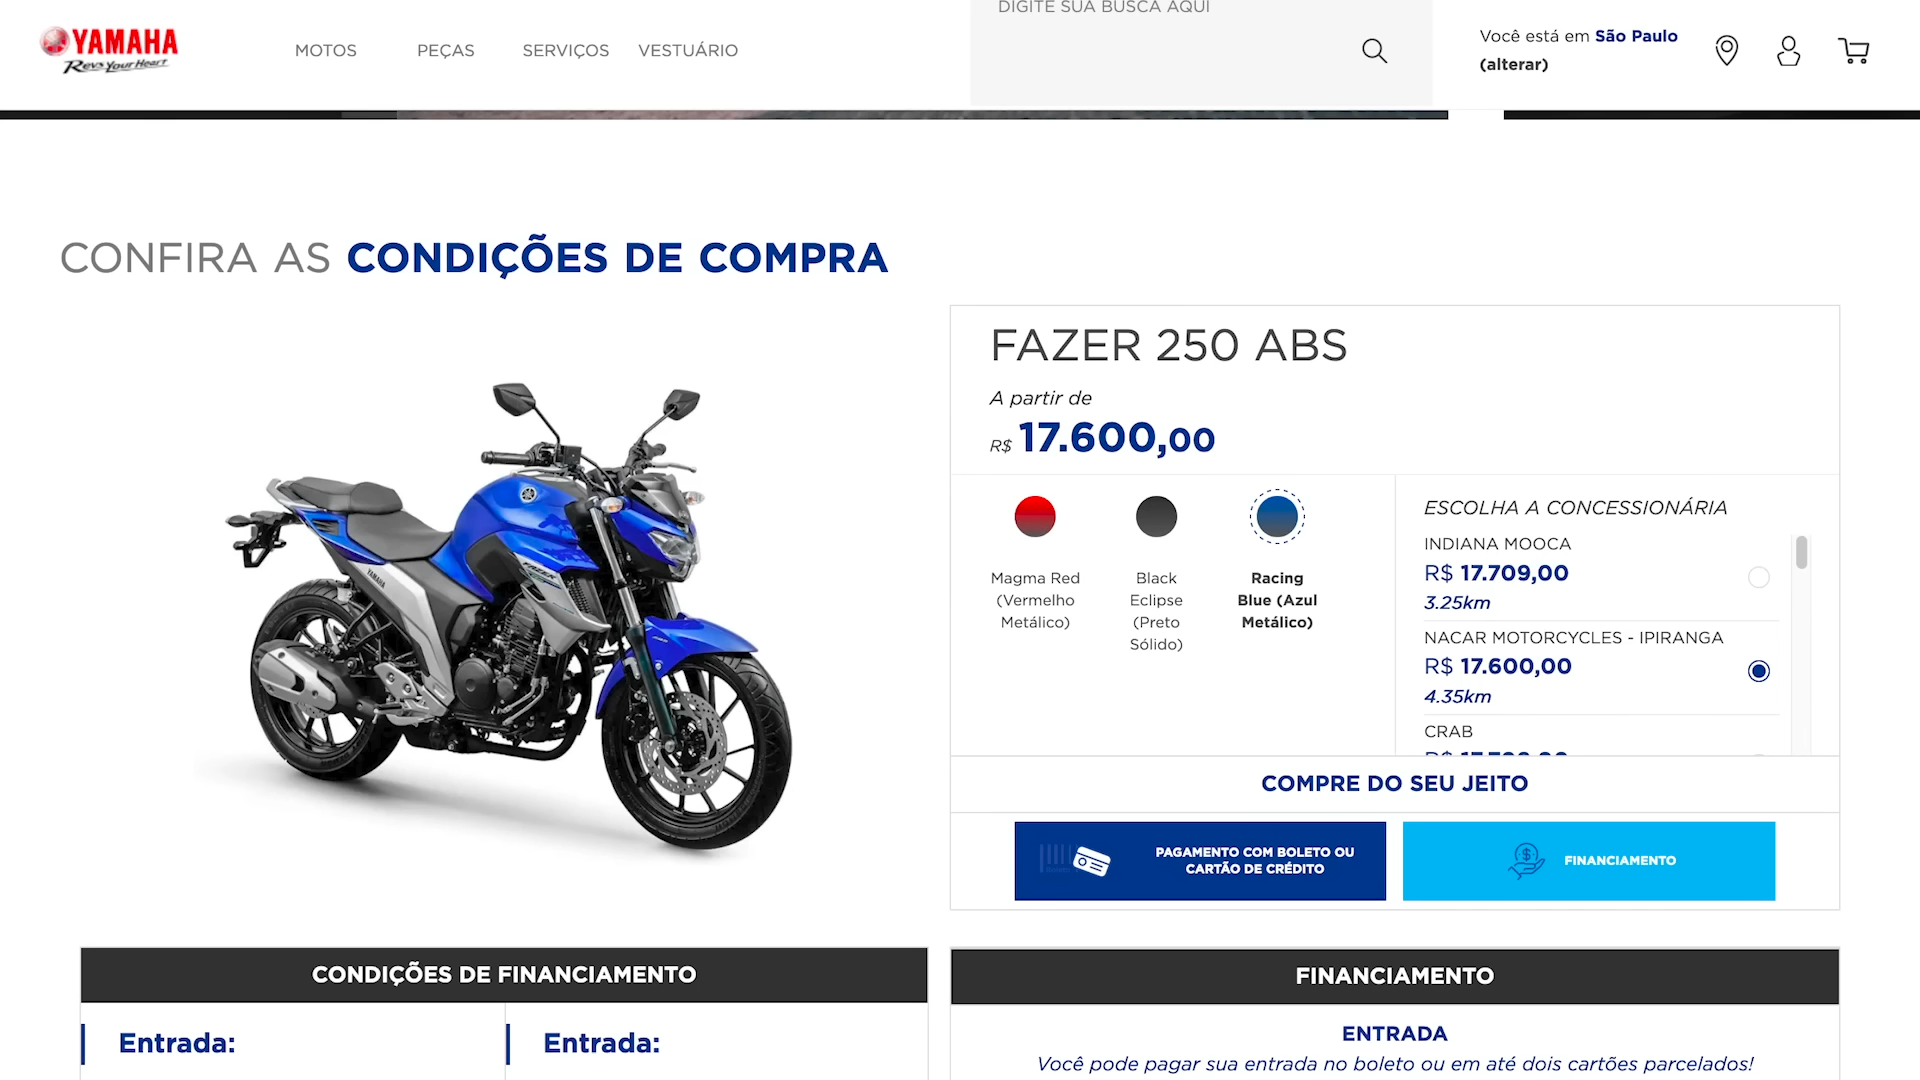 YAMAHA
Revs Your Heart
MOTOS
PEÇAS
SERVIÇOS
VESTUÁRIO
DIGITE SUA BUSCA AQUI
Você está em São Paulo
(alterar)
CONFIRA AS CONDIÇÕES DE COMPRA
YAMAHA
FAZER
FAZER 250 ABS
A partir de
R$ 17.600,00
Magma Red
(Vermelho
Metálico)
Black
Eclipse
(Preto
Sólido)
Racing
Blue (Azul
Metálico)
ESCOLHA A CONCESSIONÁRIA
INDIANA MOOCA
R$ 17.709,00
3.25km
NACAR MOTORCYCLES - IPIRANGA
R$ 17.600,00
4.35km
CRAB
COMPRE DO SEU JEITO
PAGAMENTO COM BOLETO OU
CARTÃO DE CRÉDITO
FINANCIAMENTO
CONDIÇÕES DE FINANCIAMENTO
Entrada:
Entrada:
FINANCIAMENTO
ENTRADA
Você pode pagar sua entrada no boleto ou em até dois cartões parcelados!